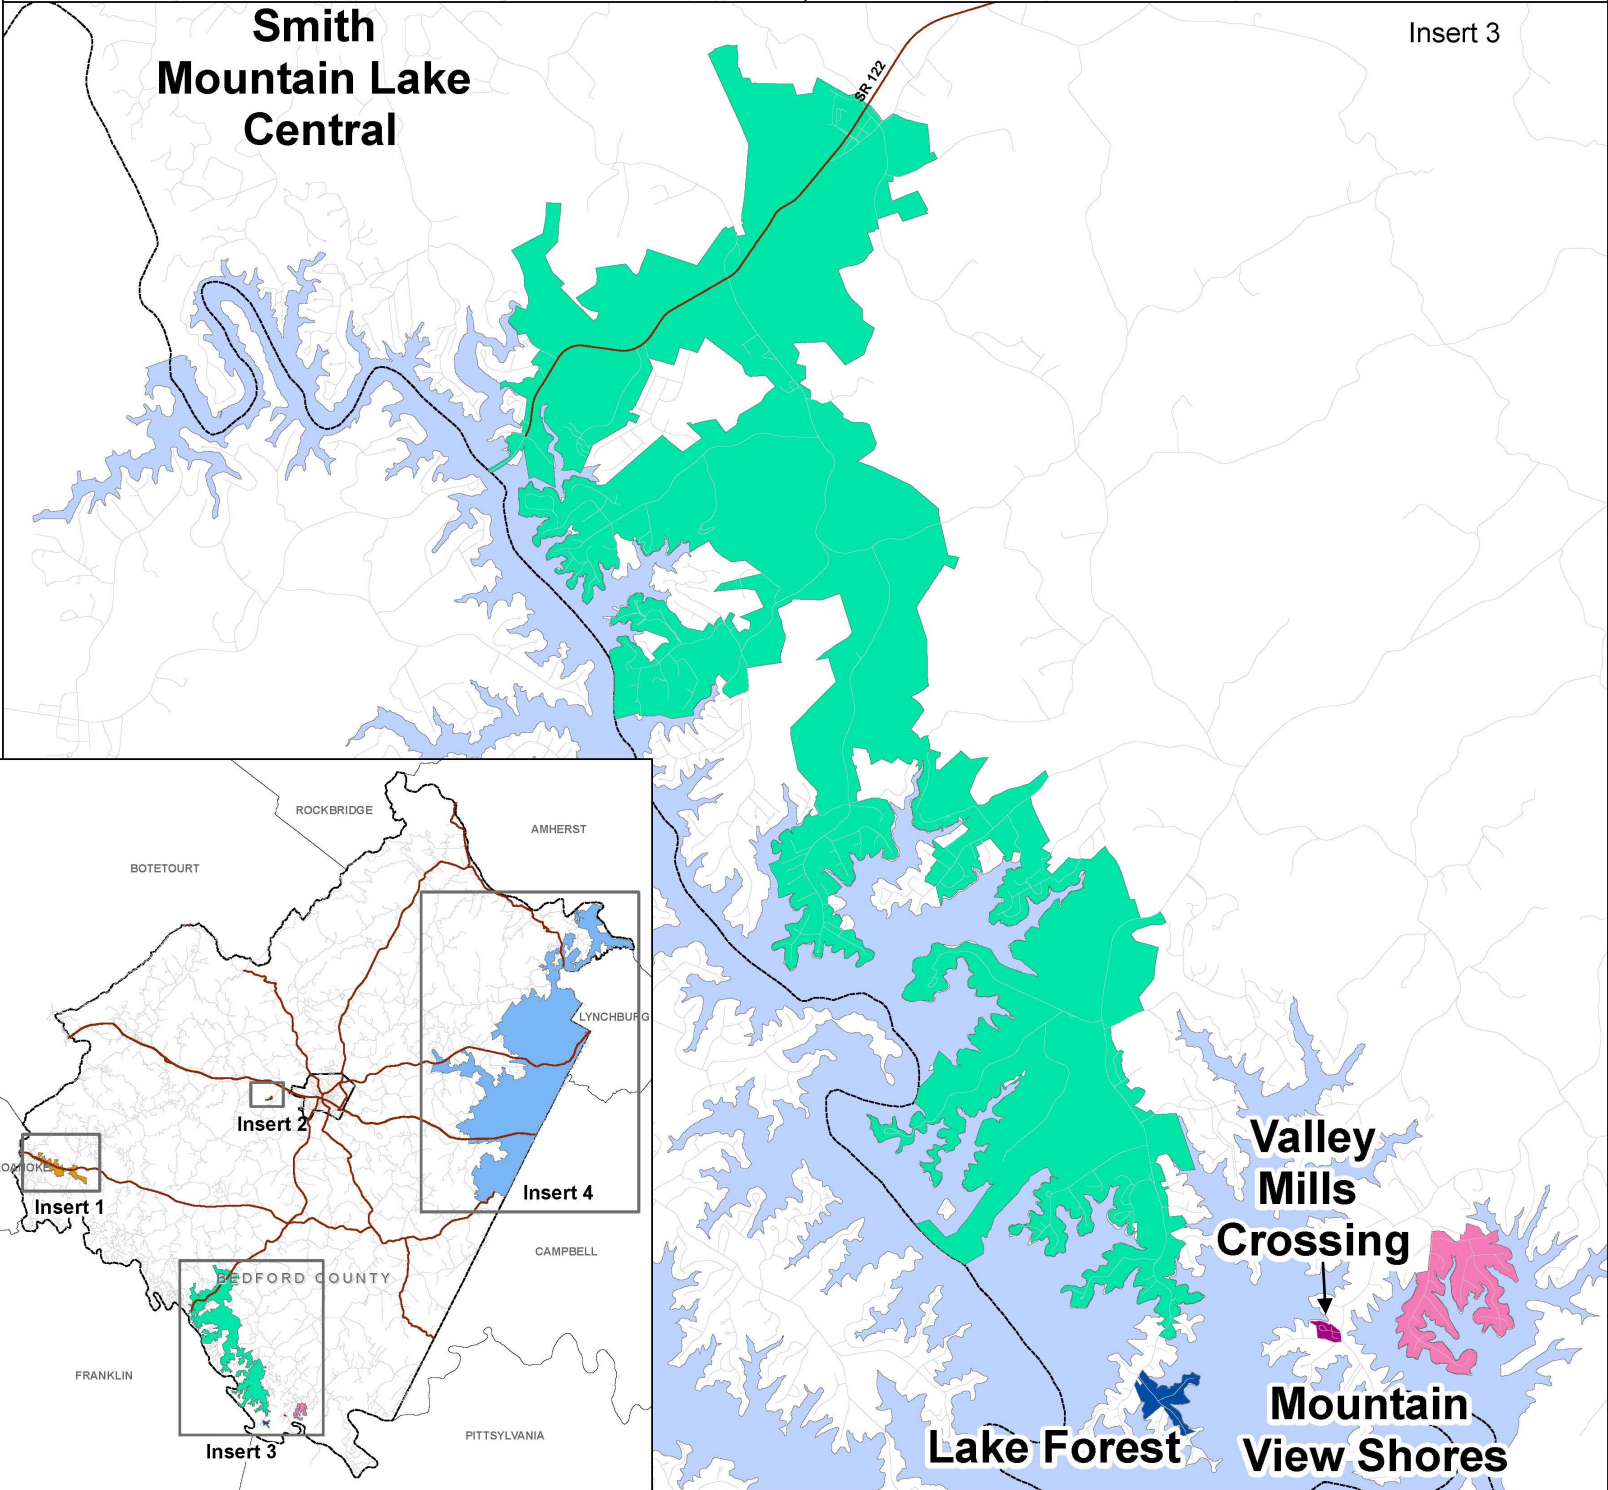 Smith
Mountain Lake
Central
Insert 3
SR 122
ROCKBRIDGE
AMHERST
BOTETOURT
LYNCHBURG
Insert 2
ROANOKE
Insert 1
Insert 4
CAMPBELL
BEDFORD COUNTY
FRANKLIN
PITTSYLVANIA
Insert 3
Valley
Mills
Crossing
Mountain
View Shores
Lake Forest